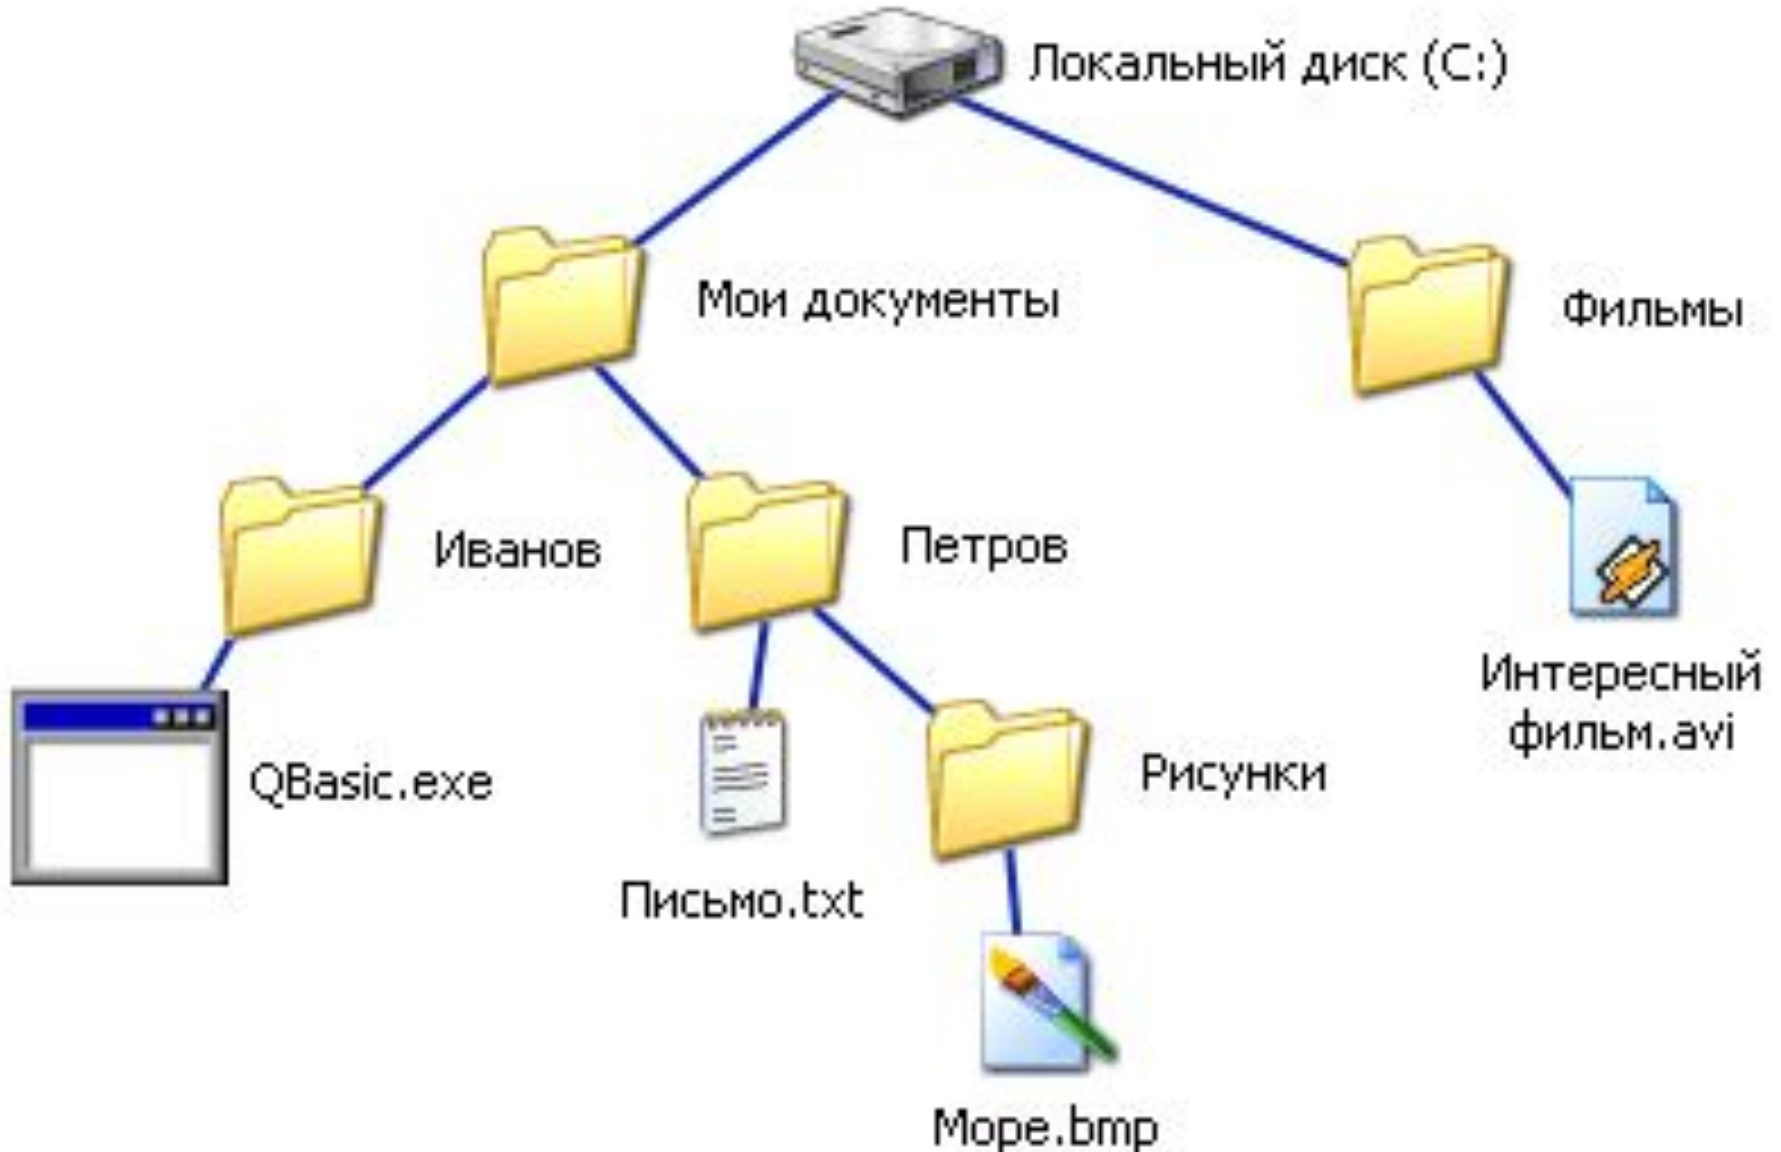 Локальный диск (C:)
Мои документы
Фильмы
Иванов
Петров
Интересный
фильм.avi
QBasic.exe
Рисунки
Письмо.txt
Море.bmp